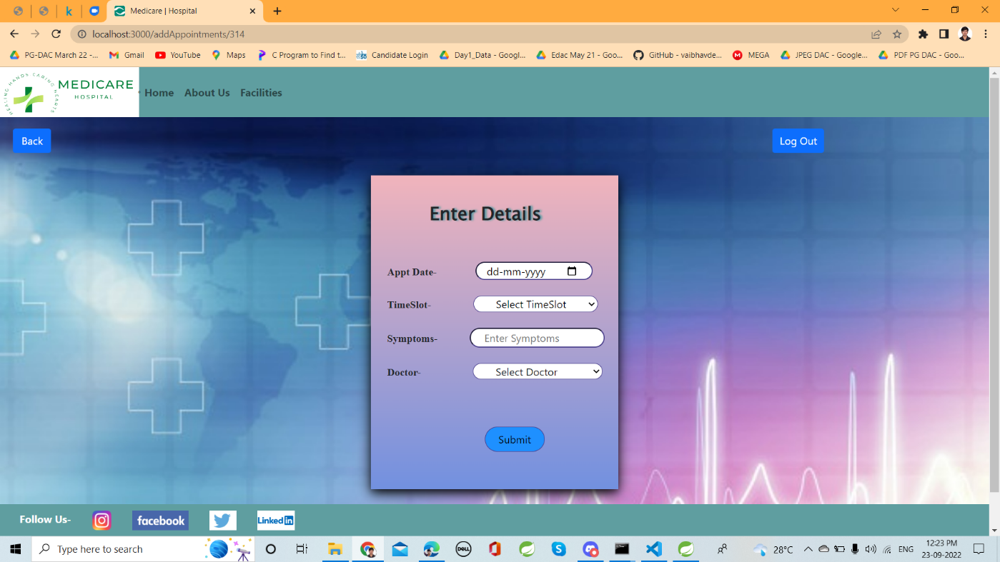 Medicare | Hospital
localhost:3000/addAppointments/314
PG-DAC March 22 -... Gmail YouTube Maps C Program to Find t... Candidate Login Day1_Data - Googl... Edac May 21 - Goo... GitHub - vaibhavde... MEGA JPEG DAC - Google... PDF PG DAC - Goo...
HEALING HANDS CARING HEARTS
MEDICARE
HOSPITAL
Home About Us Facilities
Back Log Out
Enter Details
Appt Date- dd-mm-yyyy
TimeSlot- Select TimeSlot
Symptoms- Enter Symptoms
Doctor- Select Doctor
Submit
Follow Us- facebook Linked in
Type here to search
DELL
28°C ENG
12:23 PM
23-09-2022